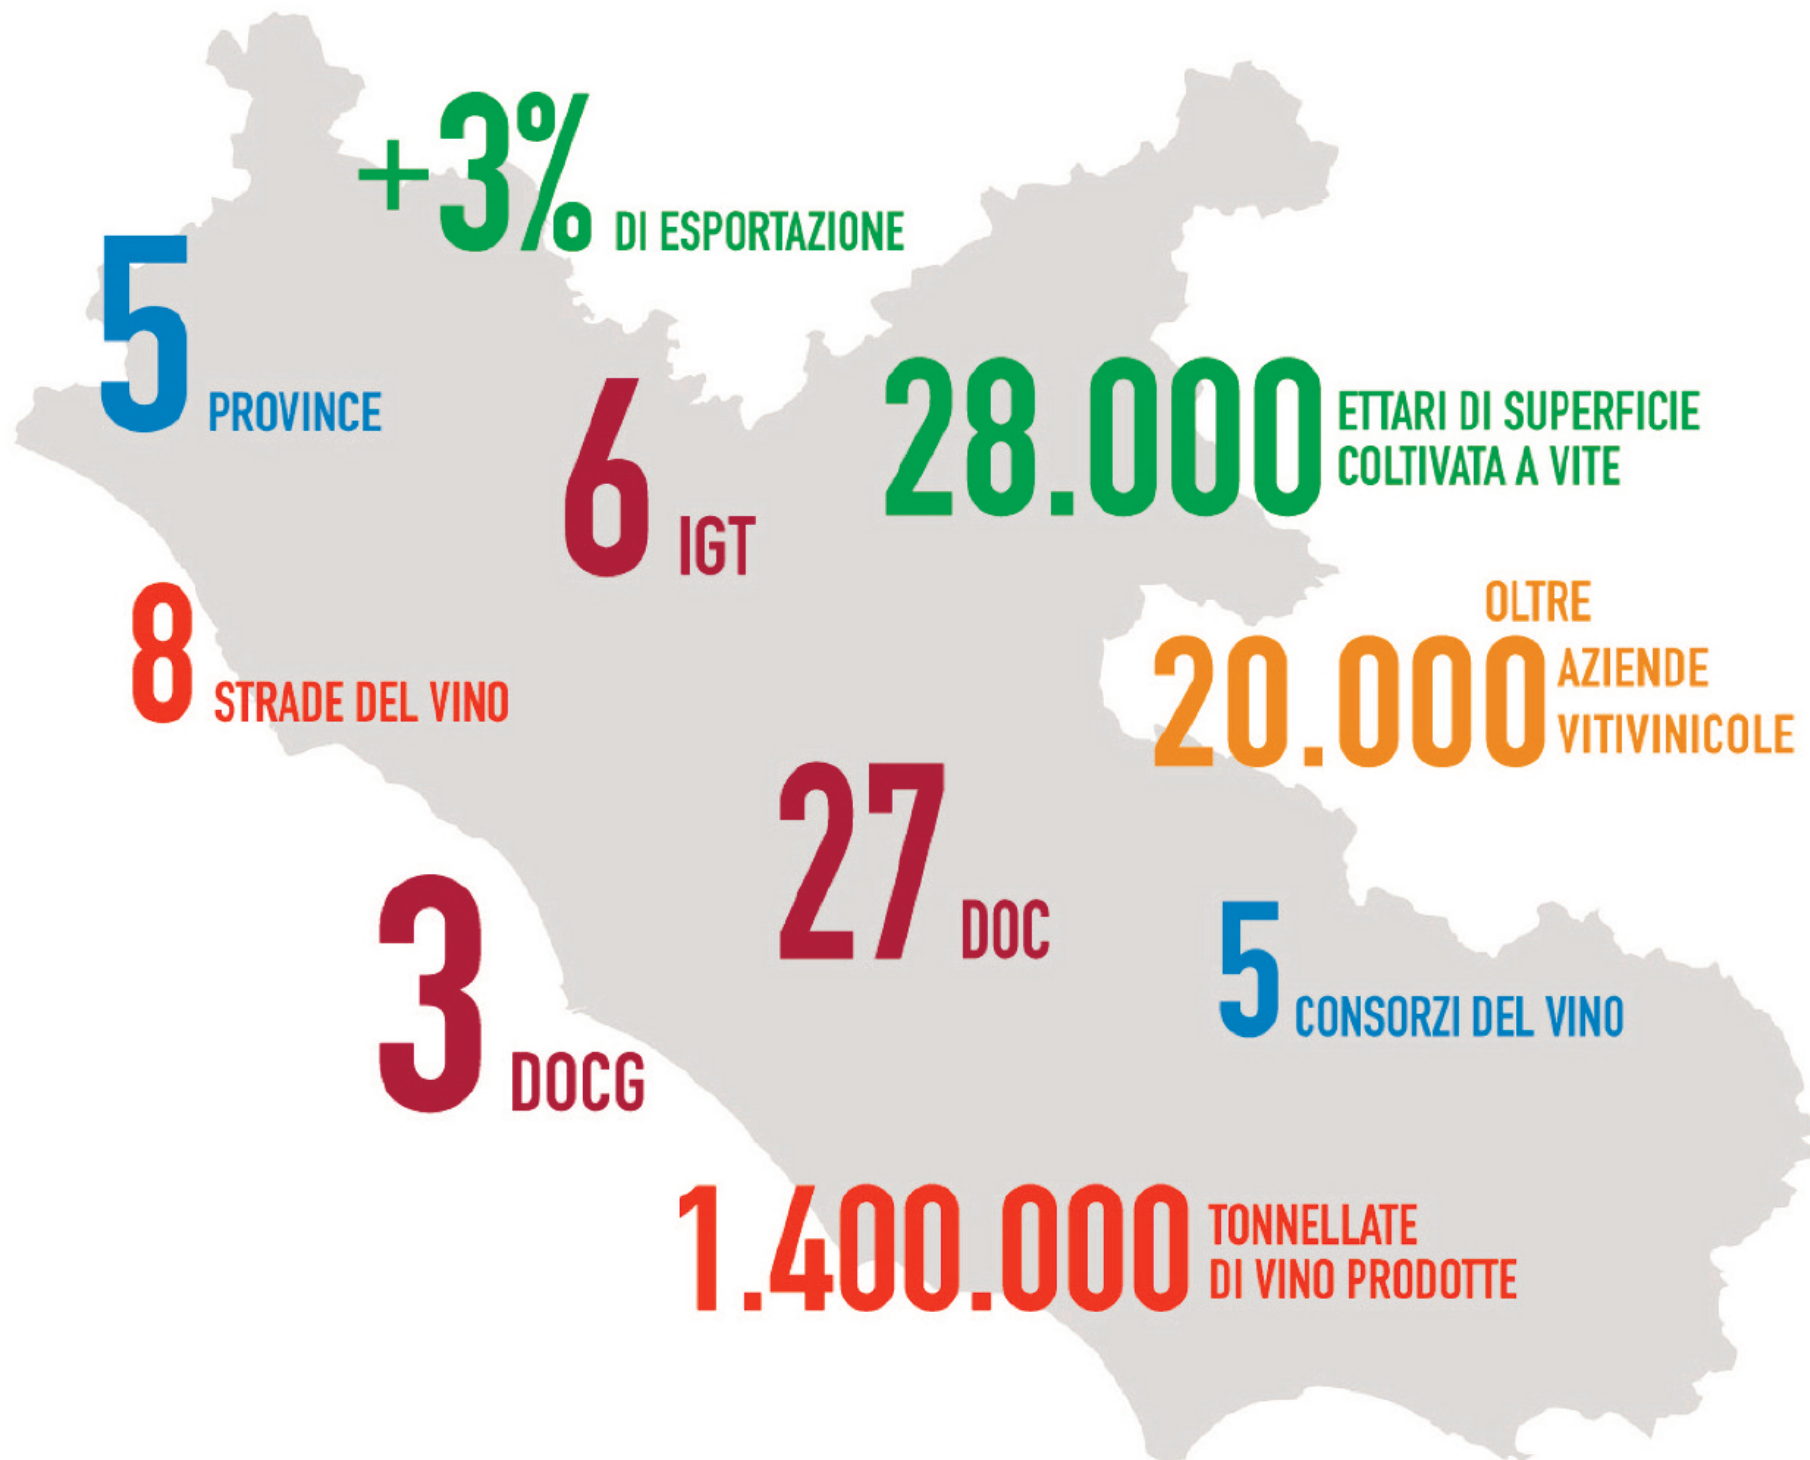 +3% DI ESPORTAZIONE
5 PROVINCE
6 IGT
28.000 ETTARI DI SUPERFICIE
COLTIVATA A VITE
8 STRADE DEL VINO
OLTRE
20.000 AZIENDE
VITIVINICOLE
27 DOC
3 DOCG
5 CONSORZI DEL VINO
1.400.000 TONNELLATE
DI VINO PRODOTTE